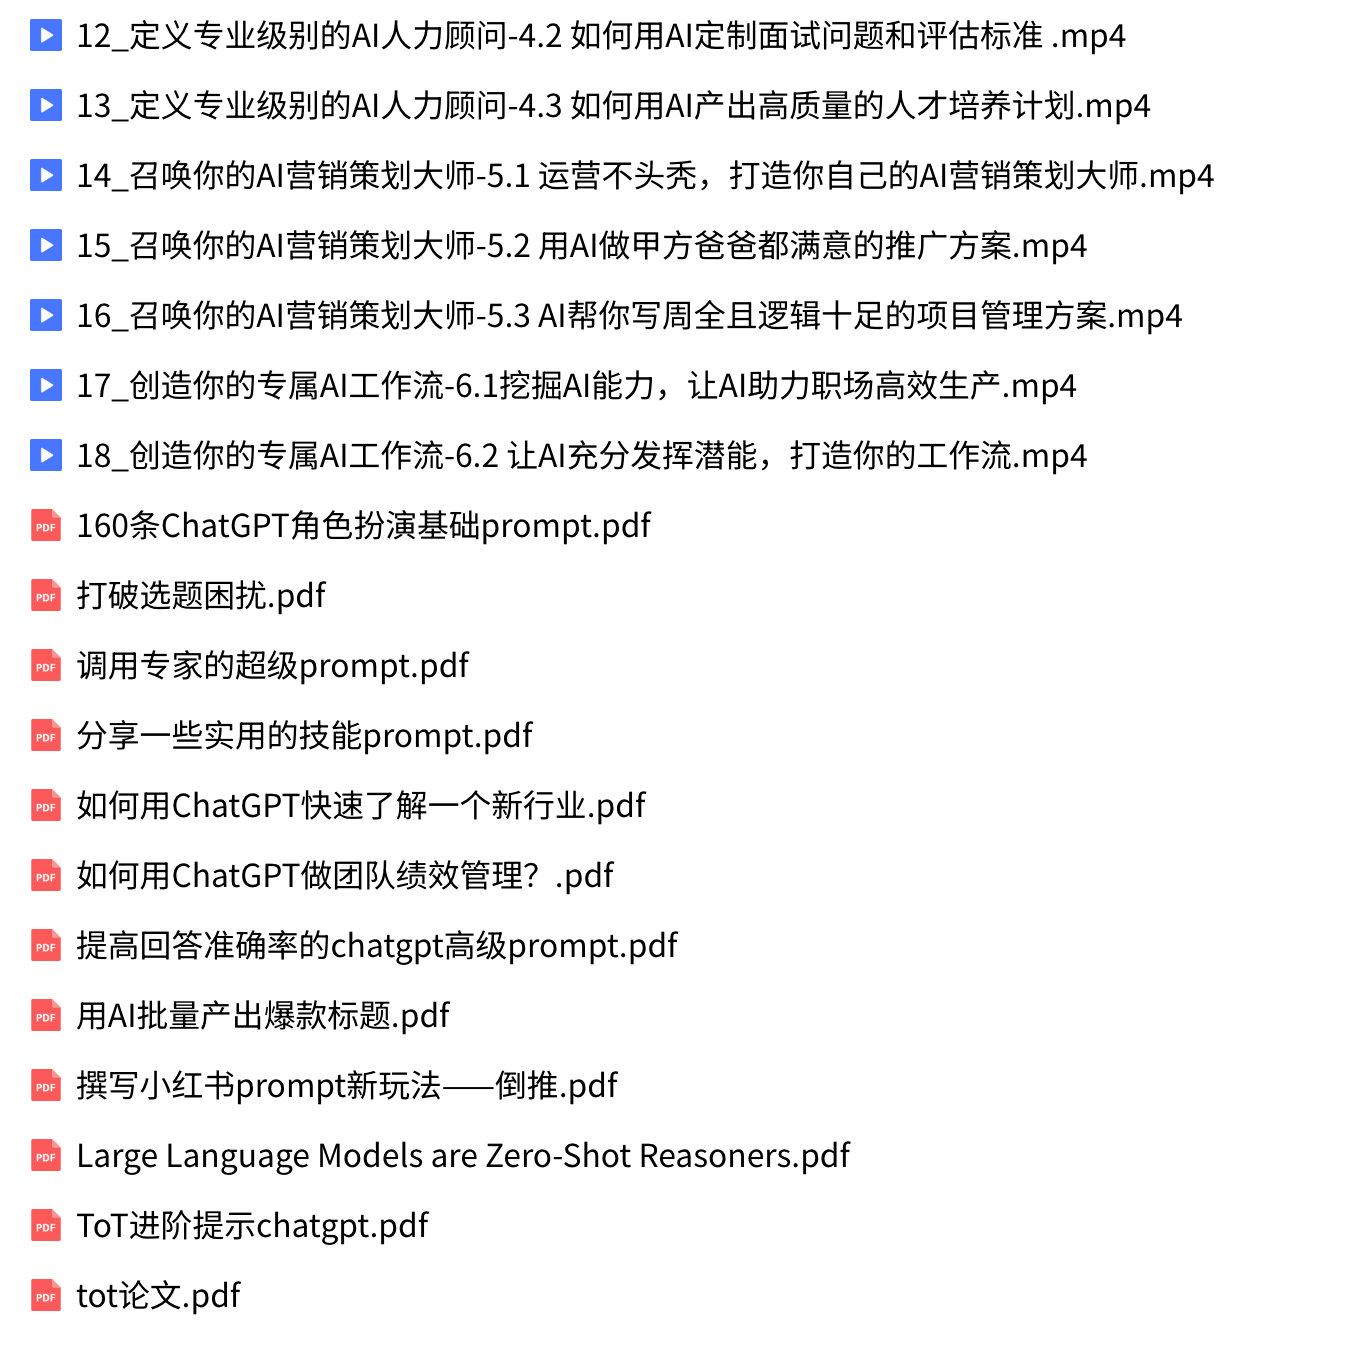 12_定义专业级别的AI人力顾问-4.2 如何用AI定制面试问题和评估标准 .mp4
13_定义专业级别的AI人力顾问-4.3 如何用AI产出高质量的人才培养计划.mp4
14_召唤你的AI营销策划大师-5.1 运营不头秃，打造你自己的AI营销策划大师.mp4
15_召唤你的AI营销策划大师-5.2 用AI做甲方爸爸都满意的推广方案.mp4
16_召唤你的AI营销策划大师-5.3 AI帮你写周全且逻辑十足的项目管理方案.mp4
17_创造你的专属AI工作流-6.1挖掘AI能力，让AI助力职场高效生产.mp4
18_创造你的专属AI工作流-6.2 让AI充分发挥潜能，打造你的工作流.mp4
PDF 160条ChatGPT角色扮演基础prompt.pdf
PDF 打破选题困扰.pdf
PDF 调用专家的超级prompt.pdf
PDF 分享一些实用的技能prompt.pdf
PDF 如何用ChatGPT快速了解一个新行业.pdf
PDF 如何用ChatGPT做团队绩效管理？.pdf
PDF 提高回答准确率的chatgpt高级prompt.pdf
PDF 用AI批量产出爆款标题.pdf
PDF 撰写小红书prompt新玩法——倒推.pdf
PDF Large Language Models are Zero-Shot Reasoners.pdf
PDF ToT进阶提示chatgpt.pdf
PDF tot论文.pdf